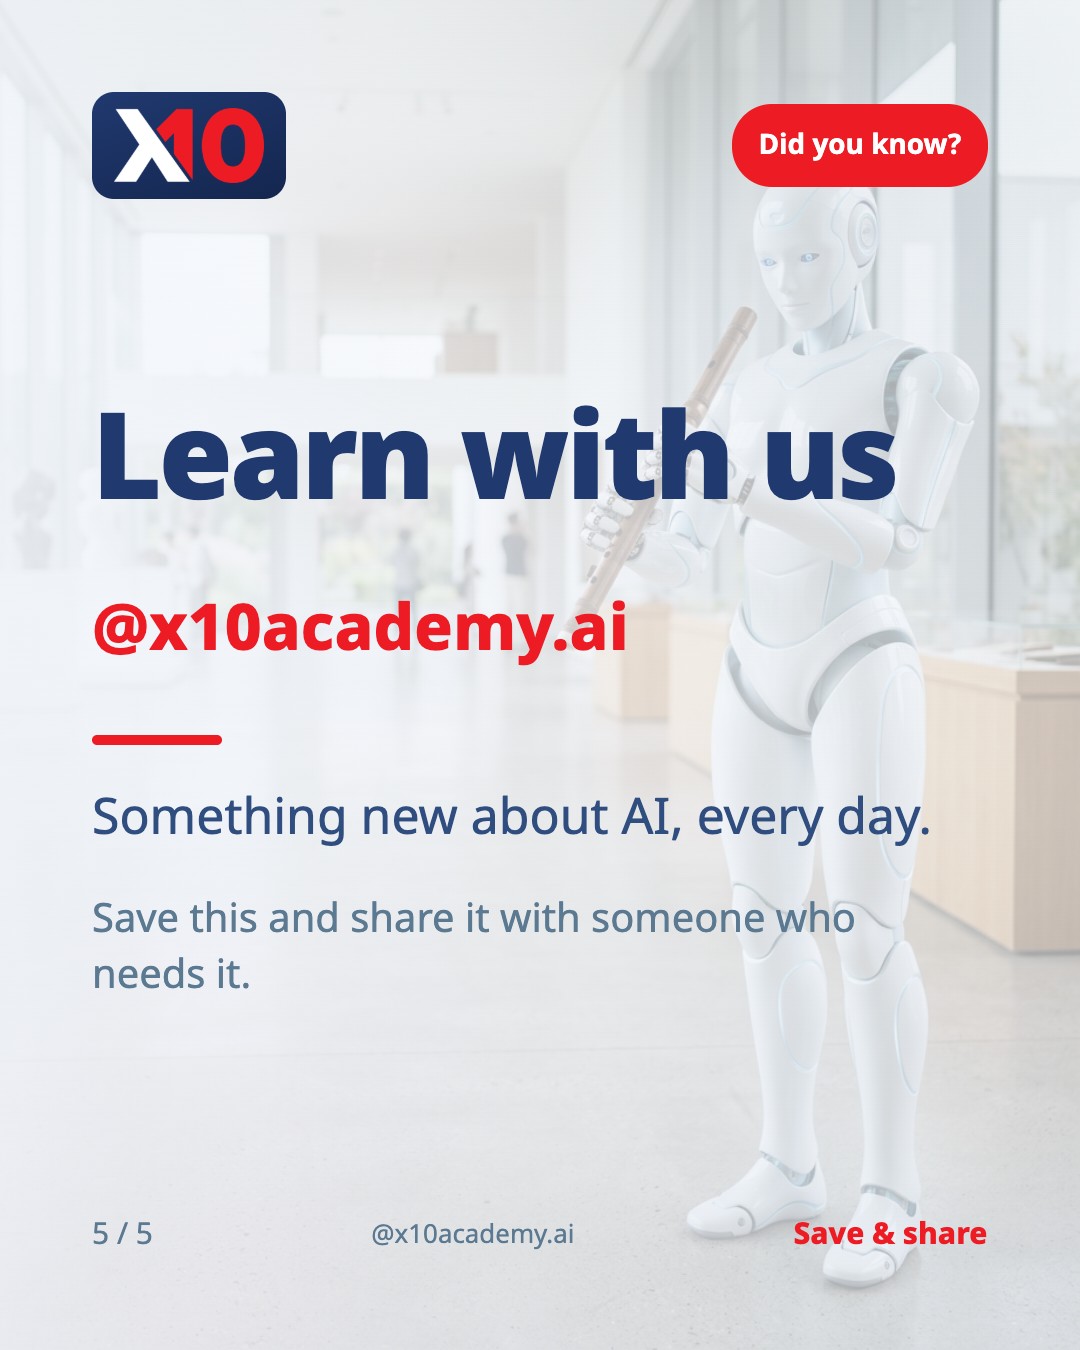 X10
Did you know?
Learn with us
@x10academy.ai
Something new about AI, every day.
Save this and share it with someone who
needs it.
5 / 5
@x10academy.ai
Save & share